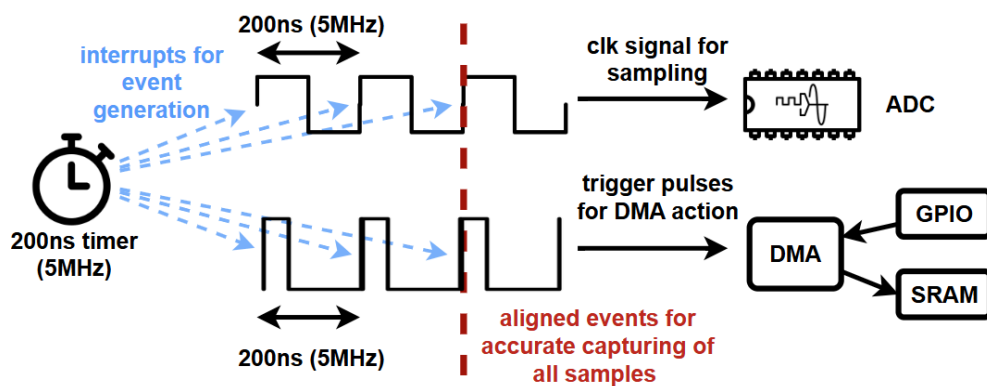 200ns (5MHz)
interrupts for
event
generation
clk signal for
sampling
ADC
200ns timer
(5MHz)
trigger pulses
for DMA action
DMA
GPIO
SRAM
200ns (5MHz)
aligned events for
accurate capturing of
all samples